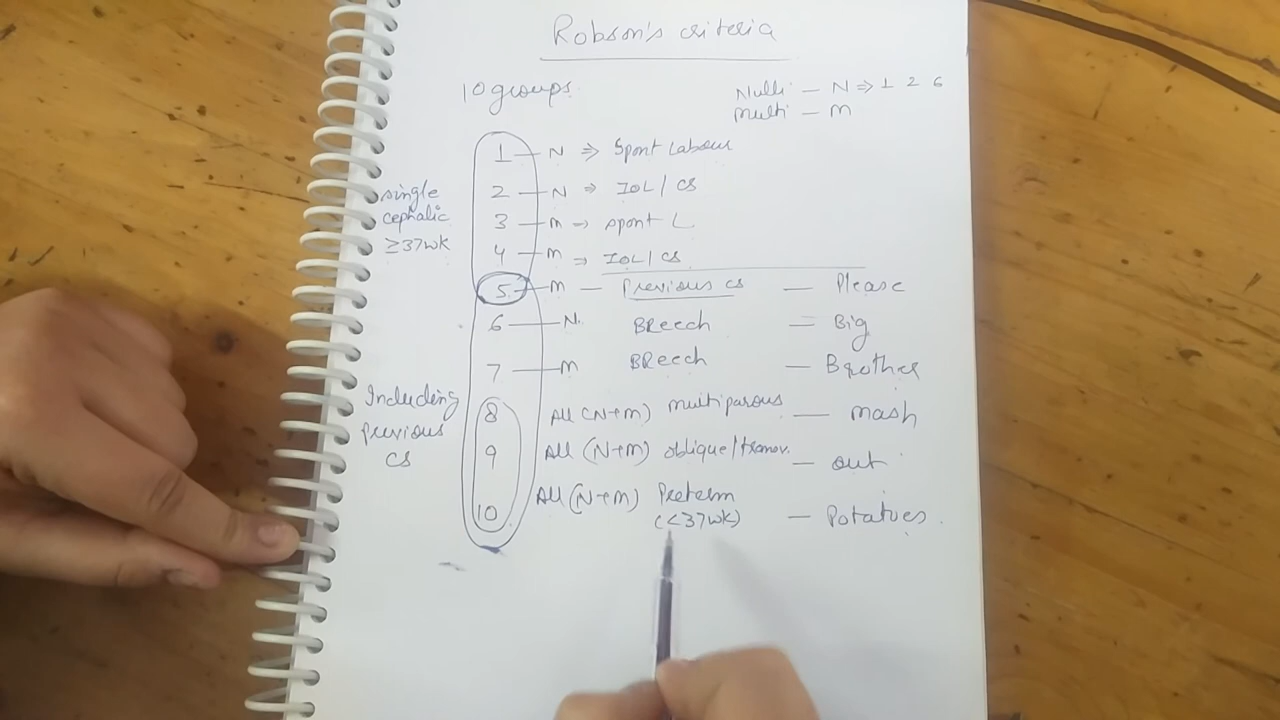 Robson's criteria
10 groups.
Nulli — N ⇒ 1 2 6
Multi — m
1 — N ⇒ Spont Labour
2 — N ⇒ IOL / CS
3 — m ⇒ spont L
4 — m ⇒ IOL / CS
single
cephalic
≥37wk
5 — m — Previous cs — Please
6 — N. BReech — Big
7 — m BReech — Brother
8 All (N+m) multiparous — mash
9 All (N+m) oblique/transv. — out
10 All (N+m) Preterm — Potatoes.
(<37wk)
Including
previous
cs